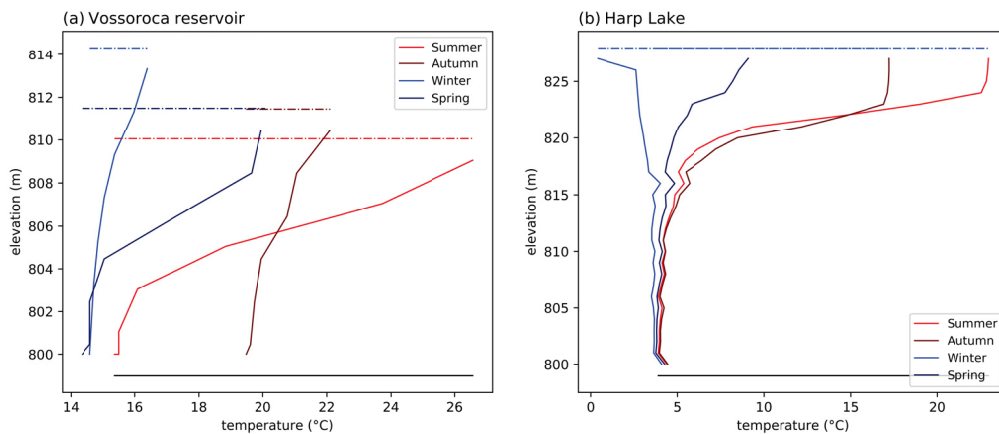 (a) Vossoroca reservoir
814
812
810
808
806
804
802
800
elevation (m)
14
16
18
20
22
24
26
temperature (°C)
Summer
Autumn
Winter
Spring
(b) Harp Lake
825
820
815
810
805
800
elevation (m)
0
5
10
15
20
temperature (°C)
Summer
Autumn
Winter
Spring